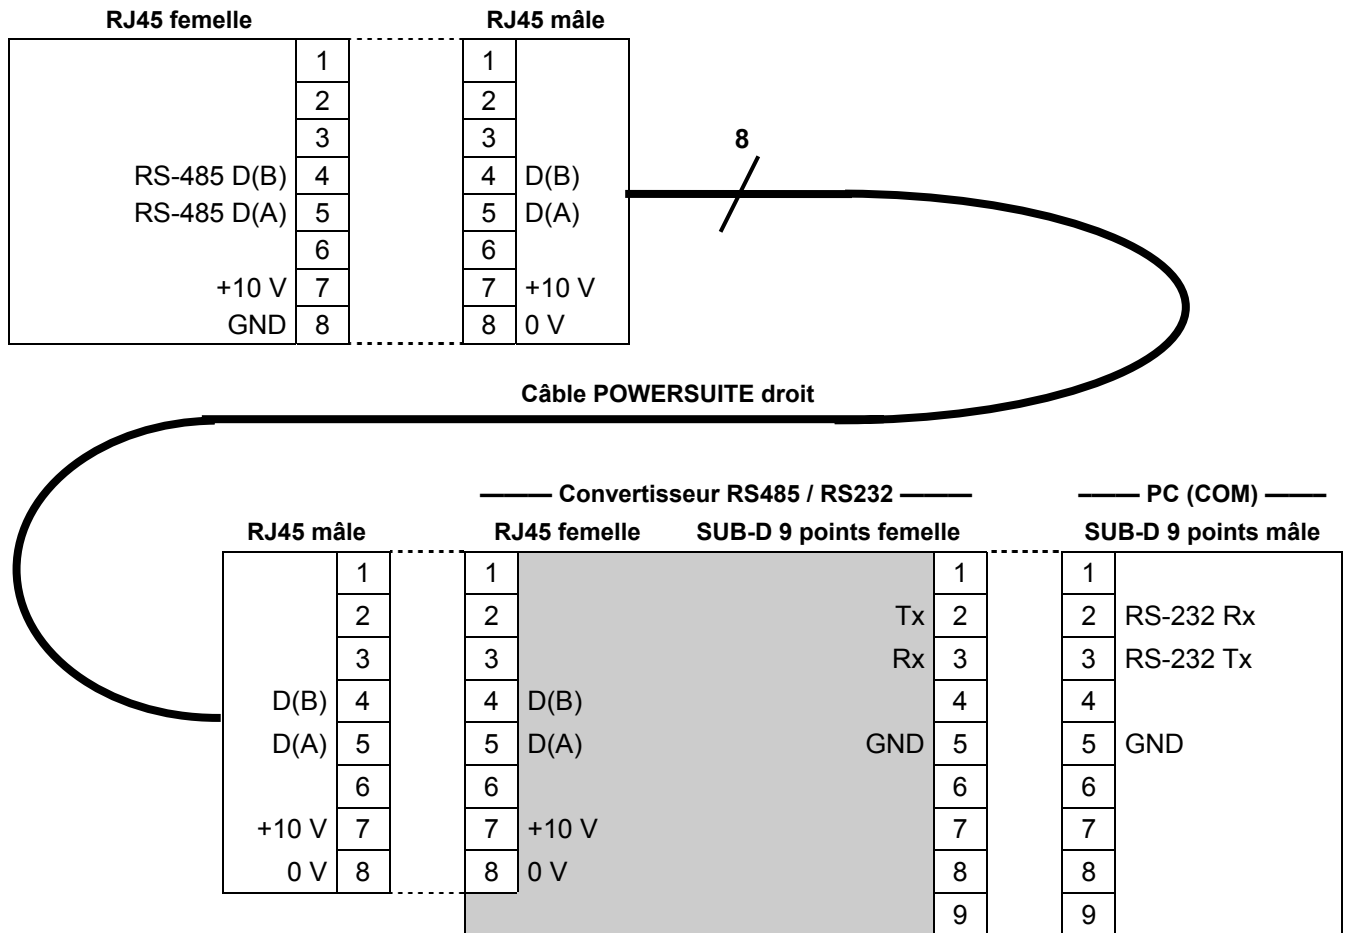 RJ45 femelle RJ45 mâle
1 1
2 2
3 3
8
RS-485 D(B) 4 4 D(B)
RS-485 D(A) 5 5 D(A)
6 6
+10 V 7 7 +10 V
GND 8 8 0 V
Câble POWERSUITE droit
Convertisseur RS485 / RS232 PC (COM)
RJ45 mâle RJ45 femelle SUB-D 9 points femelle SUB-D 9 points mâle
1 1 1 1
2 2 Tx 2 2 RS-232 Rx
3 3 Rx 3 3 RS-232 Tx
D(B) 4 4 D(B) 4 4
D(A) 5 5 D(A) GND 5 5 GND
6 6 6 6
+10 V 7 7 +10 V 7 7
0 V 8 8 0 V 8 8
9 9